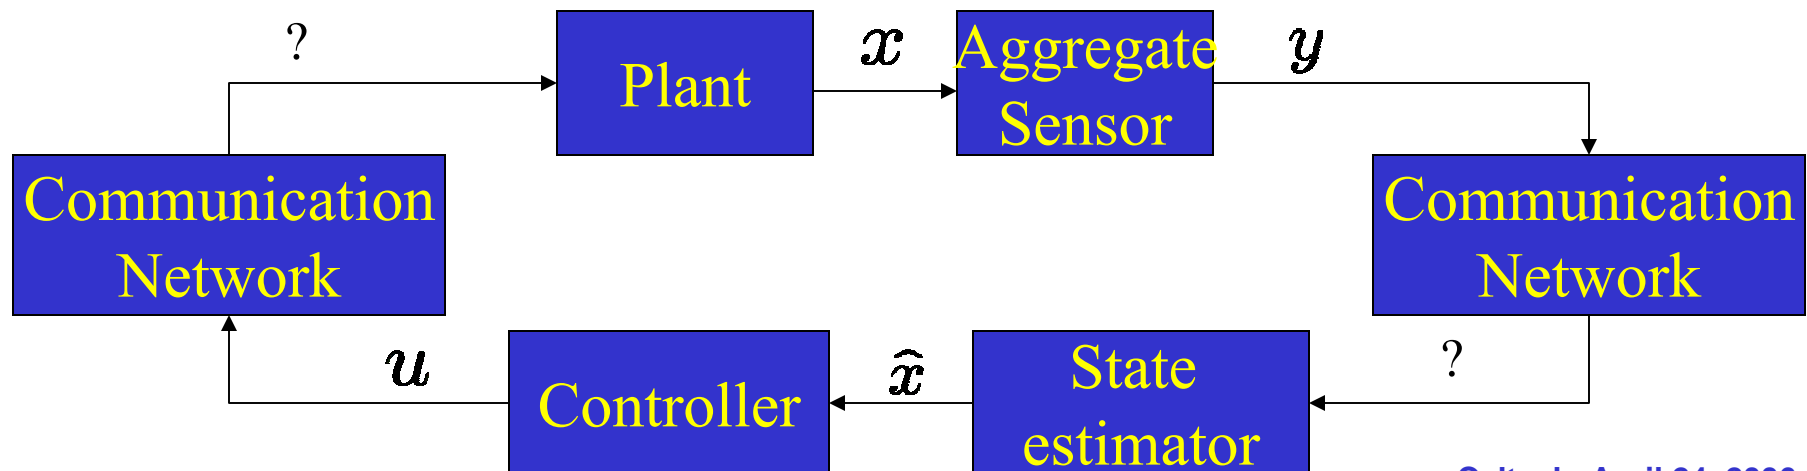 ?
Plant
x
Aggregate
Sensor
y
Communication
Network
Communication
Network
u
Controller
x̂
State
estimator
?